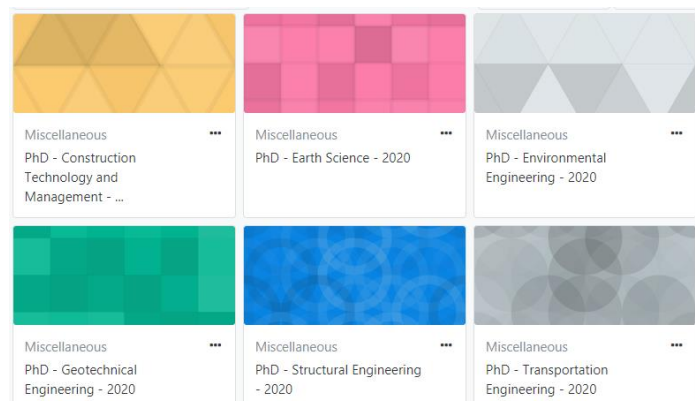 Miscellaneous
PhD - Construction
Technology and
Management - ...
Miscellaneous
PhD - Earth Science - 2020
Miscellaneous
PhD - Environmental
Engineering - 2020
Miscellaneous
PhD - Geotechnical
Engineering - 2020
Miscellaneous
PhD - Structural Engineering
- 2020
Miscellaneous
PhD - Transportation
Engineering - 2020